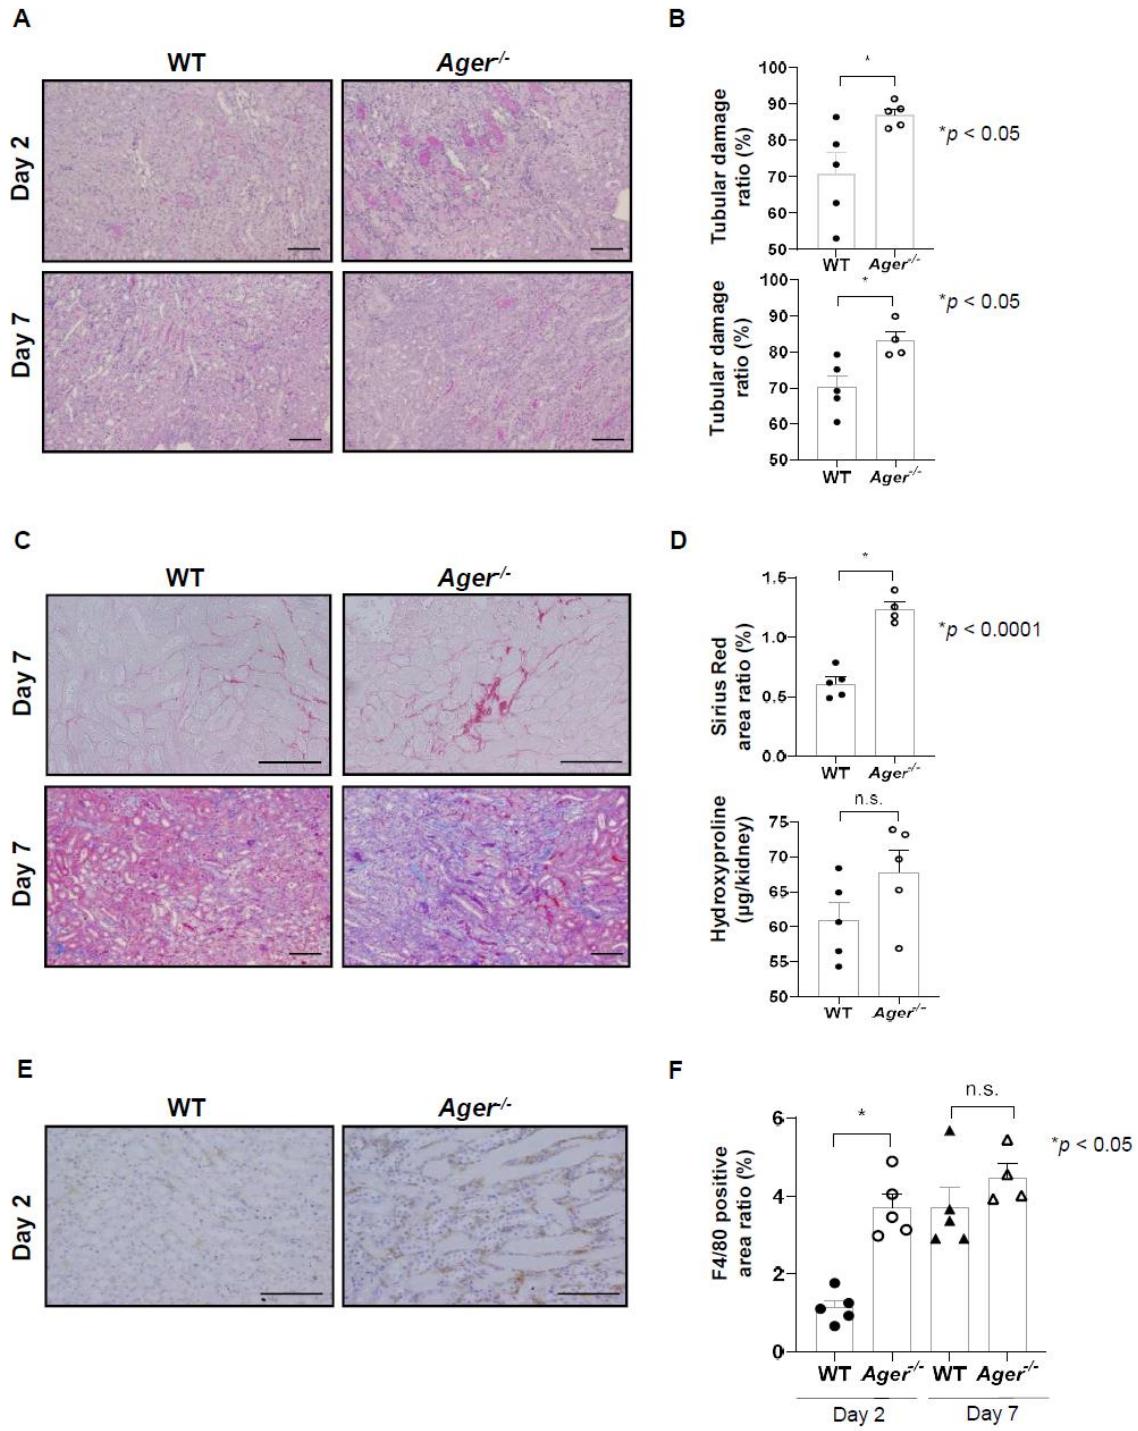 A
WT
Ager-/-
Day 2
Day 7
B
Tubular damage
ratio (%)
100
90
80
70
60
50
*
WT
Ager-/-
*p < 0.05
Tubular damage
ratio (%)
100
90
80
70
60
50
*
WT
Ager-/-
*p < 0.05
C
WT
Ager-/-
Day 7
Day 7
D
Sirius Red
area ratio (%)
1.5
1.0
0.5
0.0
*
WT
Ager-/-
*p < 0.0001
Hydroxyproline
(µg/kidney)
75
70
65
60
55
50
n.s.
WT
Ager-/-
E
WT
Ager-/-
Day 2
F
F4/80 positive
area ratio (%)
6
4
2
0
*
n.s.
*p < 0.05
WT Ager-/- WT Ager-/-
Day 2 Day 7